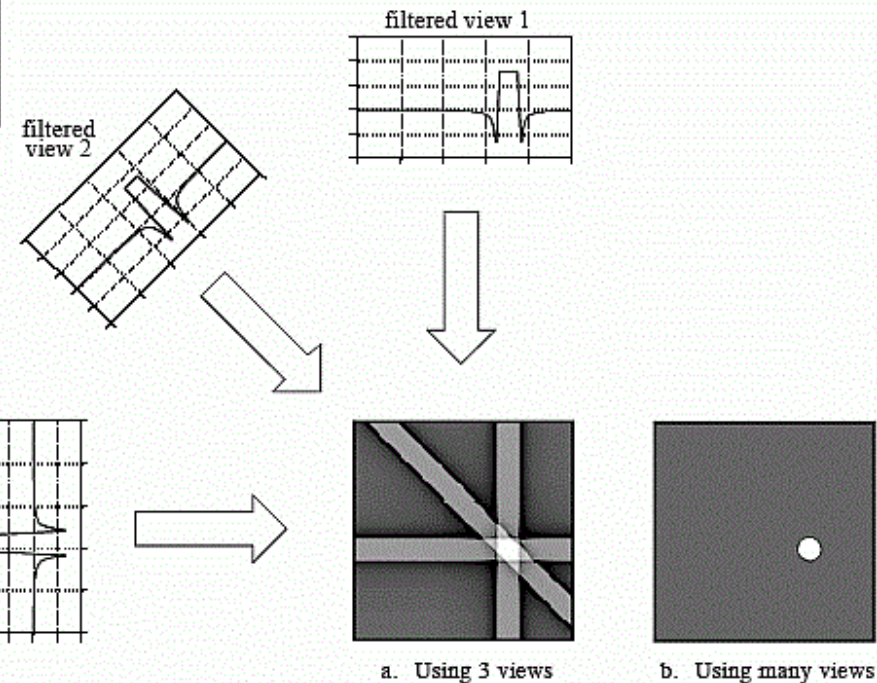 filtered view 1
filtered
view 2
a. Using 3 views
b. Using many views